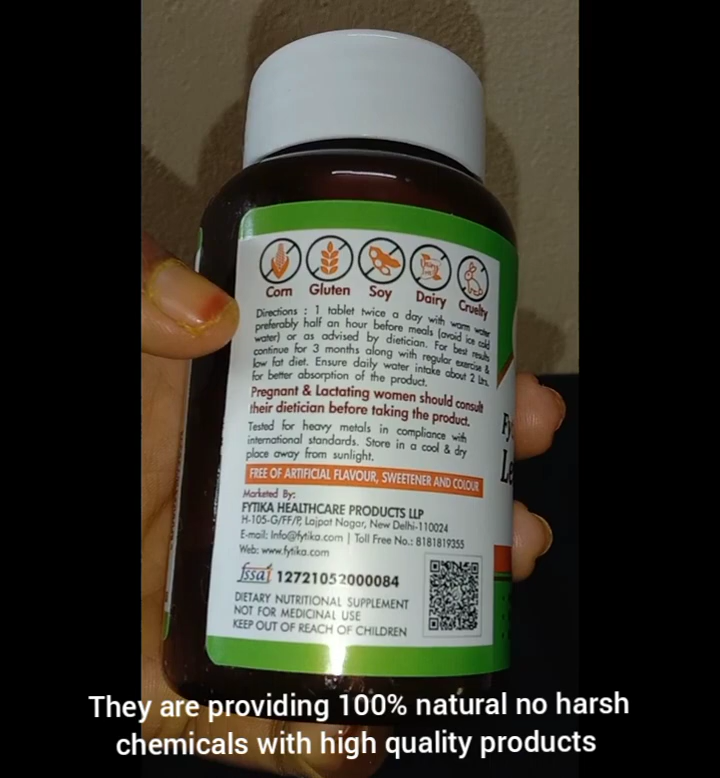 Corn Gluten Soy Dairy Cruelty
Directions : 1 tablet twice a day with warm water
preferably half an hour before meals (avoid ice cold
water) or as advised by dietician. For best results
continue for 3 months along with regular exercise &
low fat diet. Ensure daily water intake about 2 Ltrs.
for better absorption of the product.
Pregnant & Lactating women should consult
their dietician before taking the product.
Tested for heavy metals in compliance with
international standards. Store in a cool & dry
place away from sunlight.
FREE OF ARTIFICIAL FLAVOUR, SWEETENER AND COLOUR
Marketed By:
FYTIKA HEALTHCARE PRODUCTS LLP
H-105-G/FF/P, Lajpat Nagar, New Delhi-110024
E-mail: Info@fytika.com | Toll Free No.: 8181819355
Web: www.fytika.com
fssai 12721052000084
DIETARY NUTRITIONAL SUPPLEMENT
NOT FOR MEDICINAL USE
KEEP OUT OF REACH OF CHILDREN
Fy
Le
They are providing 100% natural no harsh
chemicals with high quality products